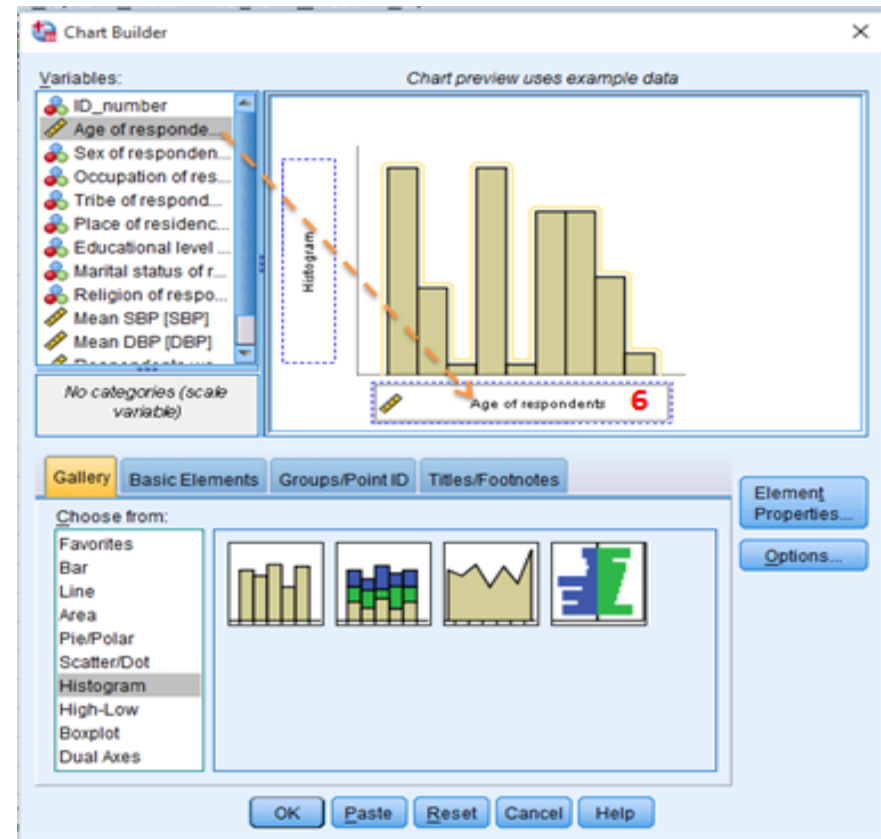 Chart Builder
Variables:
Chart preview uses example data
ID_number
Age of responde...
Sex of responden...
Occupation of res...
Tribe of respond...
Place of residenc...
Educational level ...
Marital status of r...
Religion of respo...
Mean SBP [SBP]
Mean DBP [DBP]
No categories (scale
variable)
Histogram
Age of respondents 6
Gallery Basic Elements Groups/Point ID Titles/Footnotes
Choose from:
Favorites
Bar
Line
Area
Pie/Polar
Scatter/Dot
Histogram
High-Low
Boxplot
Dual Axes
Element
Properties...
Options...
OK Paste Reset Cancel Help